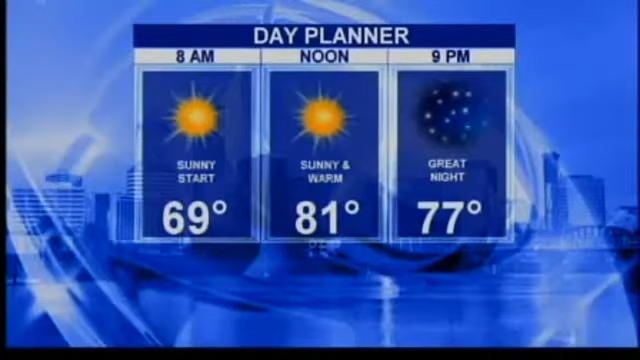 DAY PLANNER
8 AM NOON 9 PM
SUNNY START
SUNNY & WARM
GREAT NIGHT
69° 81° 77°